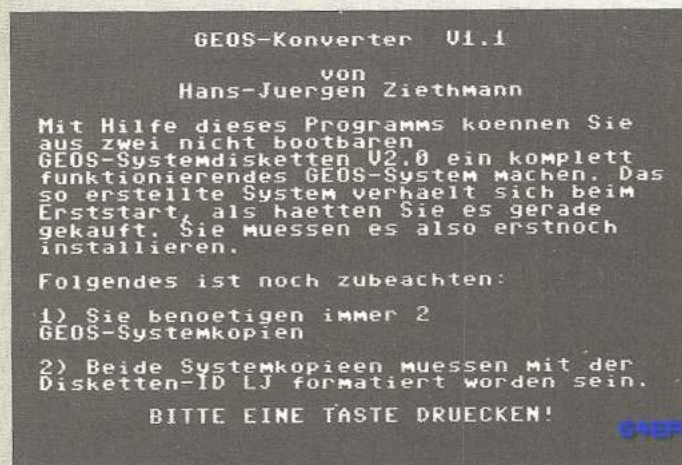 GEOS-Konverter V1.1
von
Hans-Juergen Ziethmann
Mit Hilfe dieses Programms koennen Sie
aus zwei nicht bootbaren
GEOS-Systemdisketten V2.0 ein komplett
funktionierendes GEOS-System machen. Das
so erstellte System verhaelt sich beim
Erststart, als haetten Sie es gerade
gekauft. Sie muessen es also erstnoch
installieren.
Folgendes ist noch zubeachten:
1) Sie benoetigen immer 2
GEOS-Systemkopien
2) Beide Systemkopieen muessen mit der
Disketten-ID LJ formatiert worden sein.
BITTE EINE TASTE DRUECKEN!